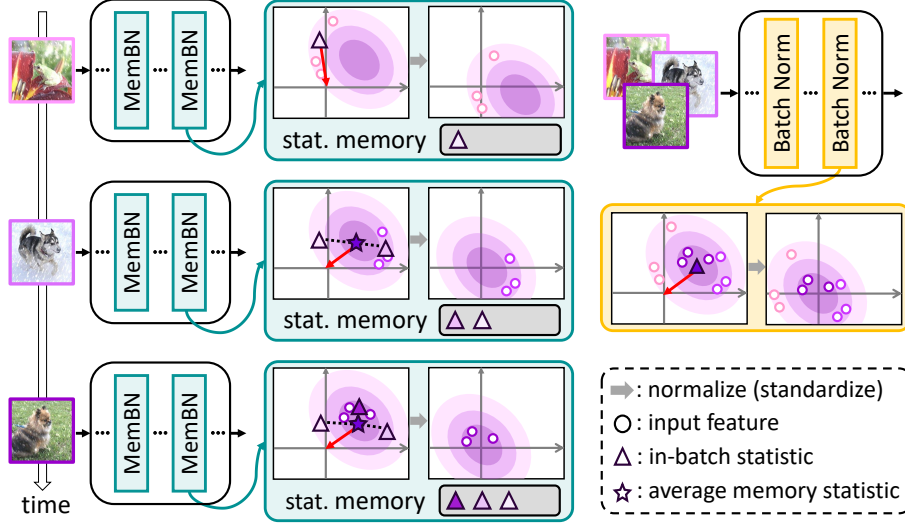 MemBN
MemBN
stat. memory
MemBN
MemBN
stat. memory
MemBN
MemBN
stat. memory
time
Batch Norm
Batch Norm
: normalize (standardize)
: input feature
: in-batch statistic
: average memory statistic